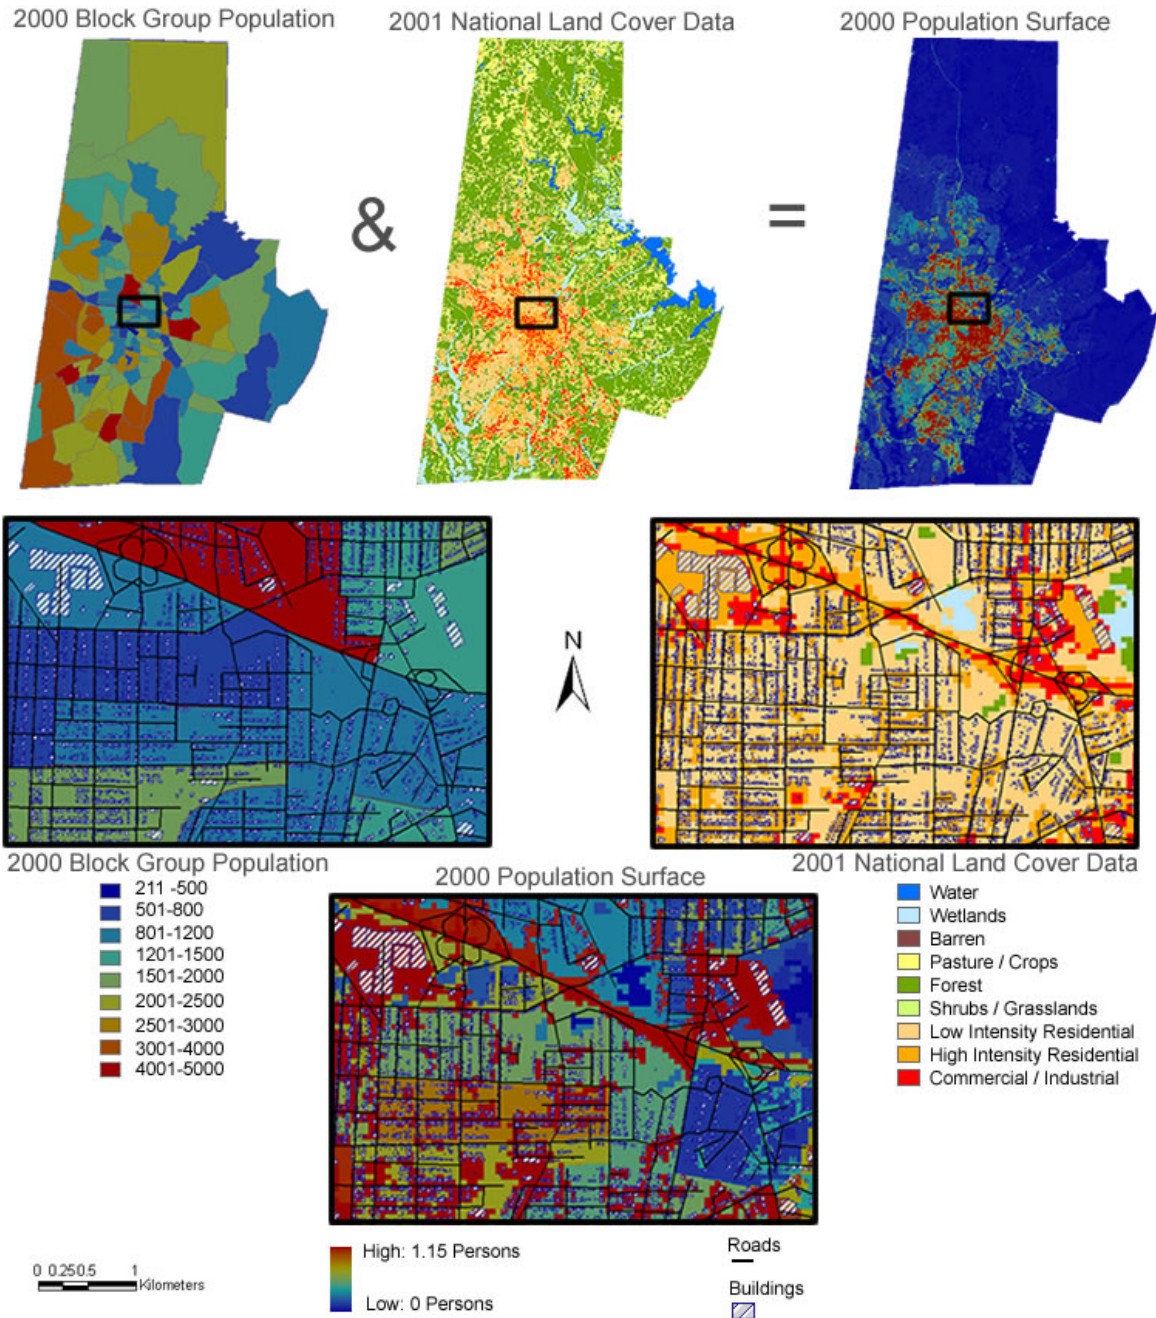 2000 Block Group Population
2001 National Land Cover Data
2000 Population Surface
&
=
N
2000 Block Group Population
211 -500
501-800
801-1200
1201-1500
1501-2000
2001-2500
2501-3000
3001-4000
4001-5000
2000 Population Surface
2001 National Land Cover Data
Water
Wetlands
Barren
Pasture / Crops
Forest
Shrubs / Grasslands
Low Intensity Residential
High Intensity Residential
Commercial / Industrial
0 0.250.5 1
Kilometers
High: 1.15 Persons
Low: 0 Persons
Roads
Buildings